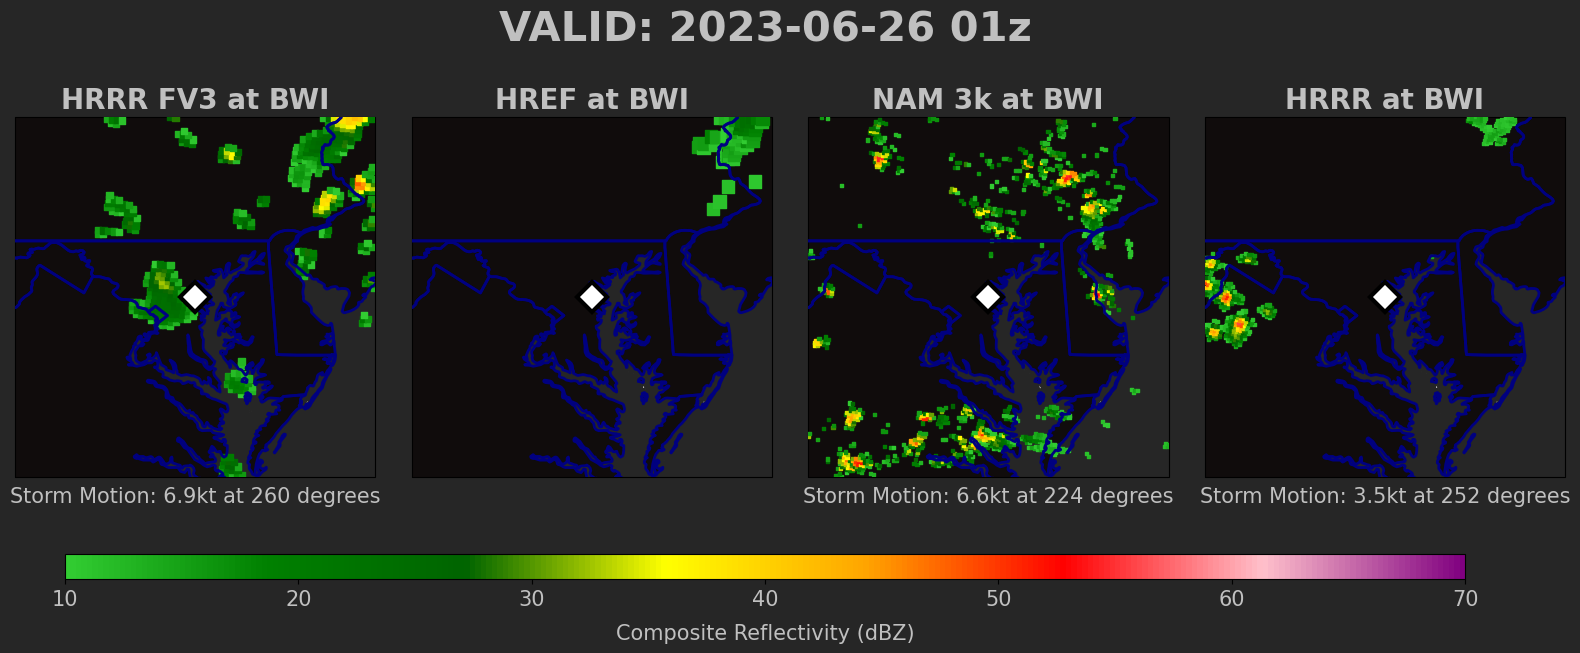 VALID: 2023-06-26 01z
HRRR FV3 at BWI
HREF at BWI
NAM 3k at BWI
HRRR at BWI
Storm Motion: 6.9kt at 260 degrees
Storm Motion: 6.6kt at 224 degrees
Storm Motion: 3.5kt at 252 degrees
10 20 30 40 50 60 70
Composite Reflectivity (dBZ)